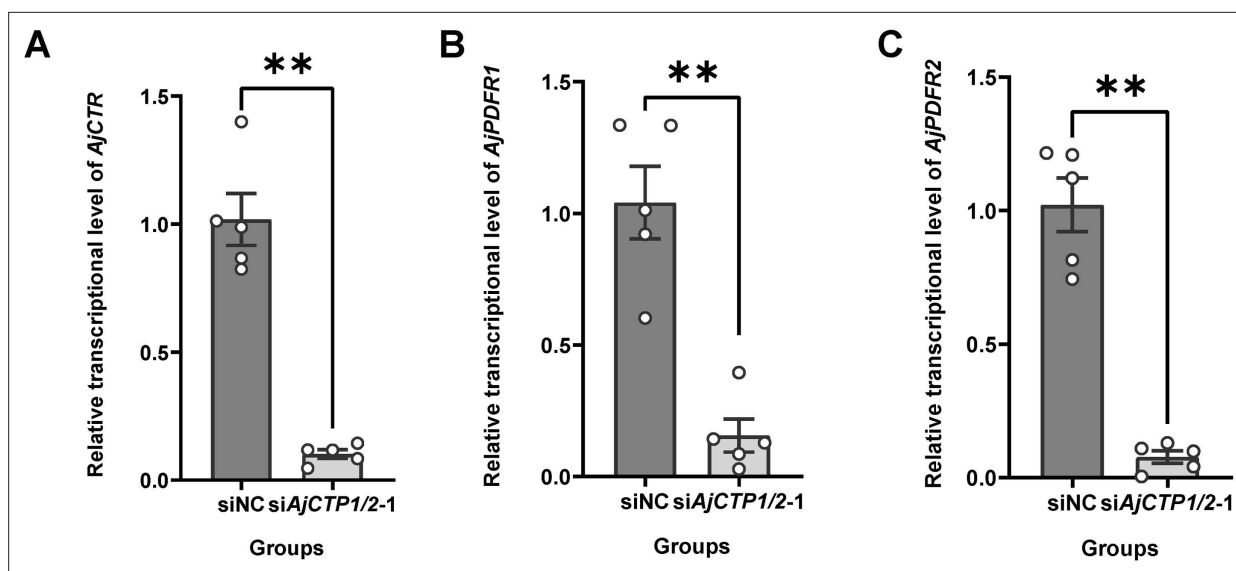 A
Relative transcriptional level of AjCTR
**
1.5
1.0
0.5
0.0
siNC siAjCTP1/2-1
Groups
B
Relative transcriptional level of AjPDFR1
**
1.5
1.0
0.5
0.0
siNC siAjCTP1/2-1
Groups
C
Relative transcriptional level of AjPDFR2
**
1.5
1.0
0.5
0.0
siNC siAjCTP1/2-1
Groups